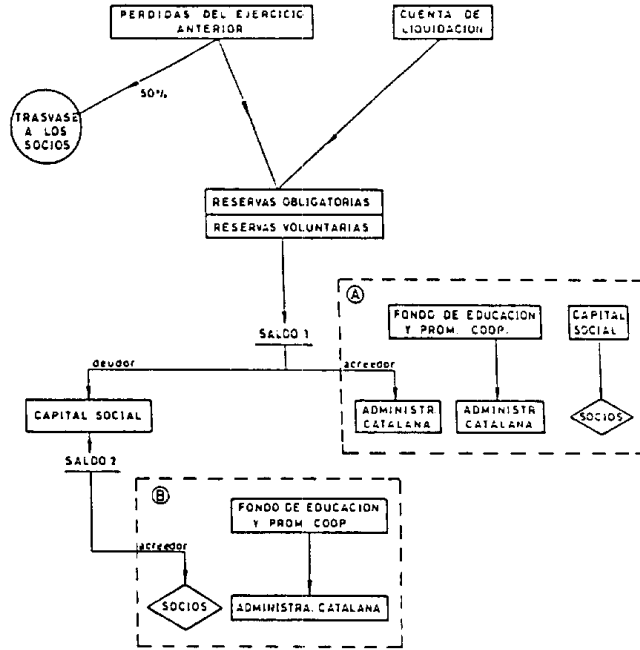 PERDIDAS DEL EJERCICIO
ANTERIOR
CUENTA DE
LIQUIDACION
50%
TRASVASE
A LOS
SOCIOS
RESERVAS OBLIGATORIAS
RESERVAS VOLUNTARIAS
SALDO 1
deudor
acreedor
A
FONDO DE EDUCACION
Y PROM. COOP.
CAPITAL
SOCIAL
ADMINISTR.
CATALANA
ADMINISTR.
CATALANA
SOCIOS
CAPITAL SOCIAL
SALDO 2
acreedor
B
FONDO DE EDUCACION
Y PROM. COOP
SOCIOS
ADMINISTRA. CATALANA